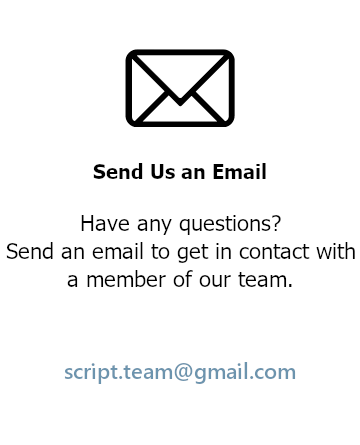 Send Us an Email
Have any questions?
Send an email to get in contact with
a member of our team.
script.team@gmail.com